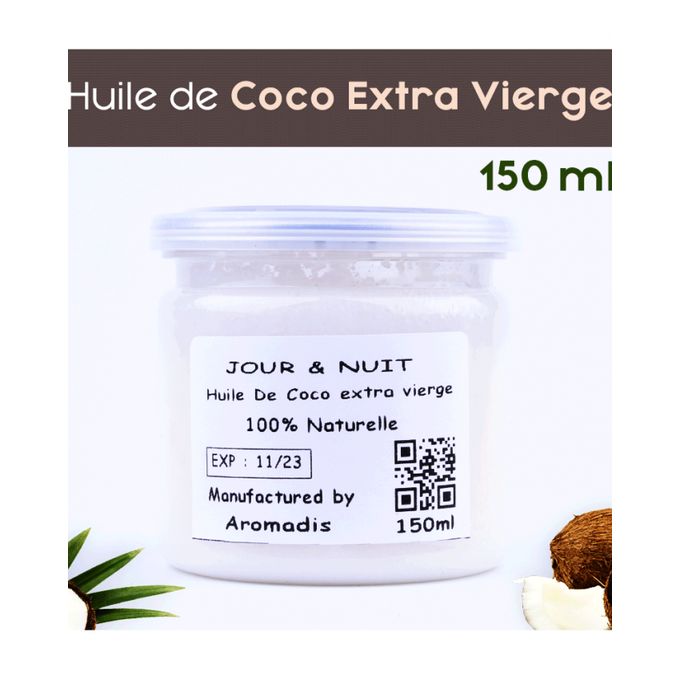 Huile de Coco Extra Vierge
150 ml
JOUR & NUIT
Huile De Coco extra vierge
100% Naturelle
EXP : 11/23
Manufactured by
Aromadis
150ml